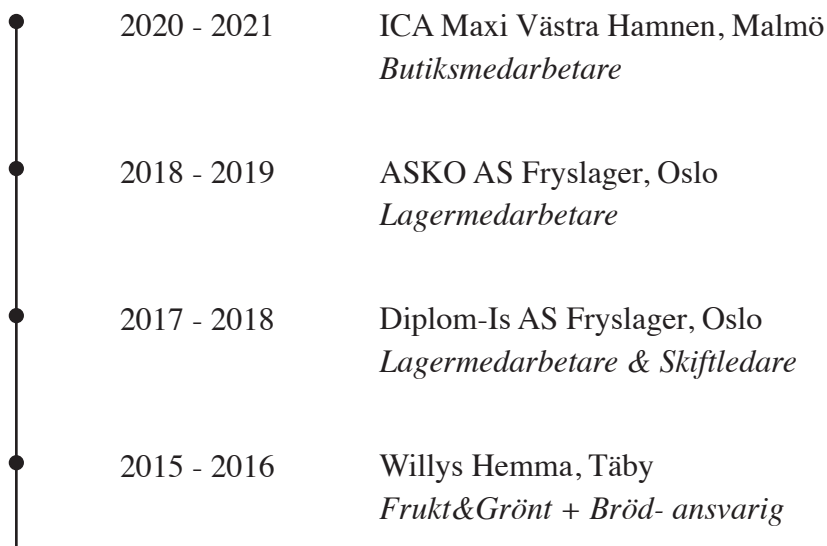 2020 - 2021 ICA Maxi Västra Hamnen, Malmö
Butiksmedarbetare
2018 - 2019 ASKO AS Fryslager, Oslo
Lagermedarbetare
2017 - 2018 Diplom-Is AS Fryslager, Oslo
Lagermedarbetare & Skiftledare
2015 - 2016 Willys Hemma, Täby
Frukt&Grönt + Bröd- ansvarig